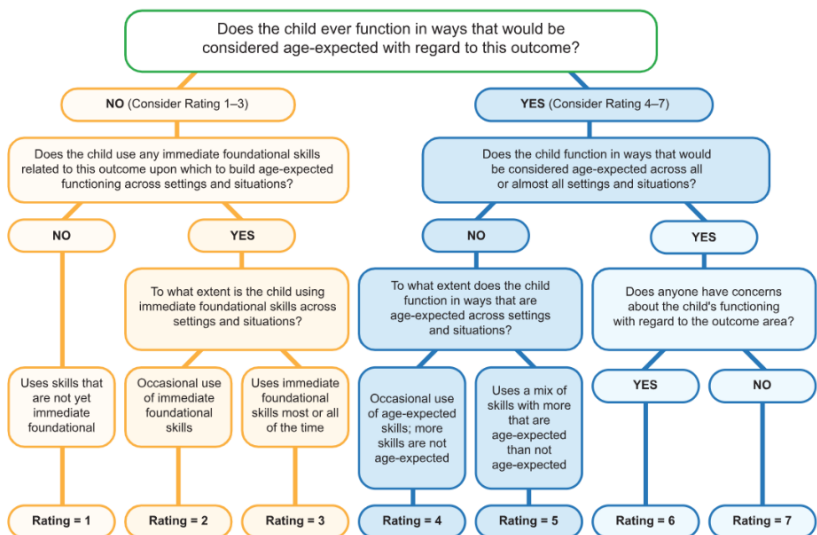 Does the child ever function in ways that would be
considered age-expected with regard to this outcome?
NO (Consider Rating 1–3)
YES (Consider Rating 4–7)
Does the child use any immediate foundational skills
related to this outcome upon which to build age-expected
functioning across settings and situations?
Does the child function in ways that would
be considered age-expected across all
or almost all settings and situations?
NO
YES
NO
YES
To what extent is the child using
immediate foundational skills across
settings and situations?
To what extent does the child
function in ways that are
age-expected across settings
and situations?
Does anyone have concerns
about the child's functioning
with regard to the outcome area?
Uses skills that
are not yet
immediate
foundational
Occasional use
of immediate
foundational
skills
Uses immediate
foundational
skills most or all
of the time
Occasional use
of age-expected
skills; more
skills are not
age-expected
Uses a mix of
skills with more
that are
age-expected
than not
age-expected
YES
NO
Rating = 1
Rating = 2
Rating = 3
Rating = 4
Rating = 5
Rating = 6
Rating = 7